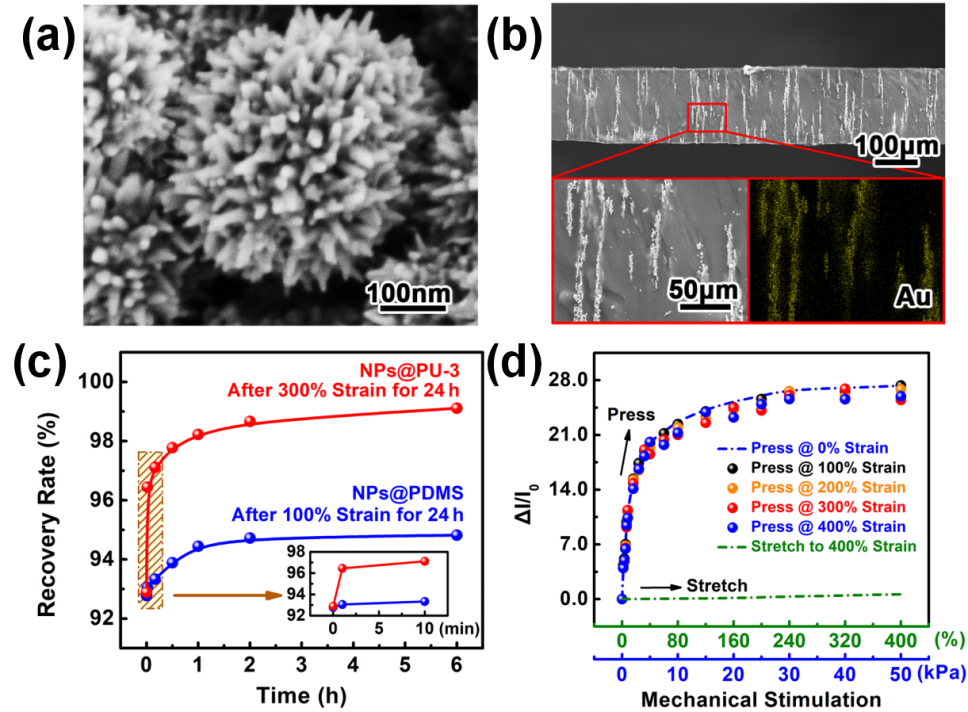 (a)
100nm
(b)
100μm
50μm
Au
(c)
NPs@PU-3
After 300% Strain for 24 h
NPs@PDMS
After 100% Strain for 24 h
Recovery Rate (%)
100
98
96
94
92
98
96
94
92
0 5 10 (min)
0 1 2 3 4 5 6
Time (h)
(d)
ΔI/I0
28.0
21.0
14.0
7.0
0.0
Press
Stretch
Press @ 0% Strain
Press @ 100% Strain
Press @ 200% Strain
Press @ 300% Strain
Press @ 400% Strain
Stretch to 400% Strain
0 80 160 240 320 400 (%)
0 10 20 30 40 50 (kPa)
Mechanical Stimulation